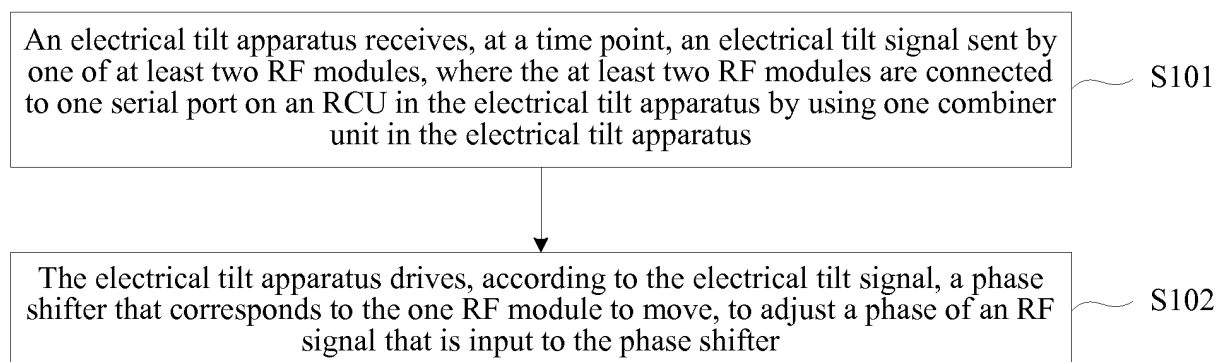 An electrical tilt apparatus receives, at a time point, an electrical tilt signal sent by
one of at least two RF modules, where the at least two RF modules are connected
to one serial port on an RCU in the electrical tilt apparatus by using one combiner
unit in the electrical tilt apparatus
S101
The electrical tilt apparatus drives, according to the electrical tilt signal, a phase
shifter that corresponds to the one RF module to move, to adjust a phase of an RF
signal that is input to the phase shifter
S102